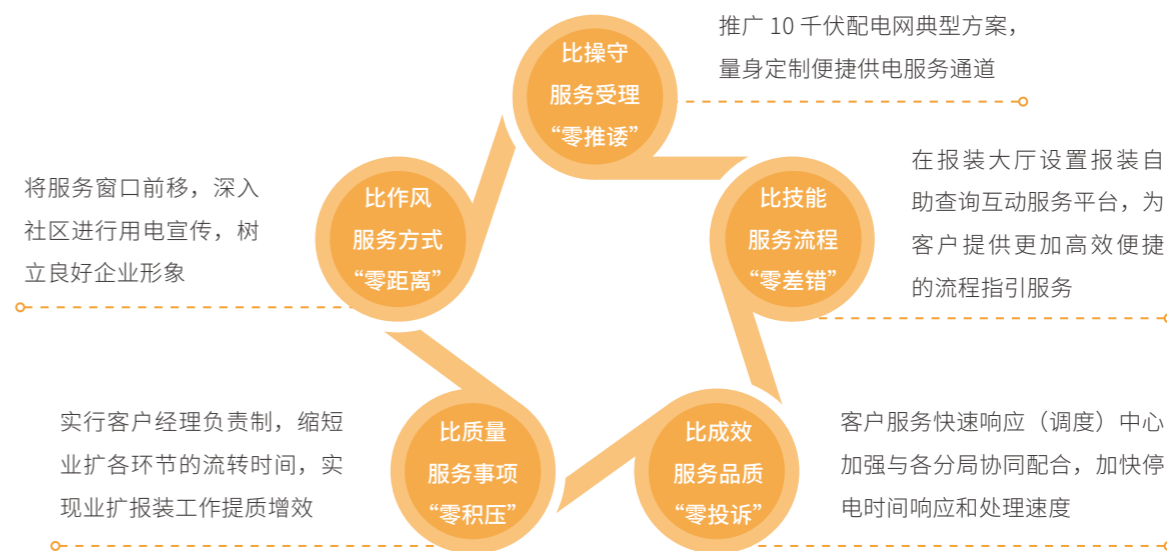 比操守
服务受理
“零推诿”
推广 10 千伏配电网典型方案，
量身定制便捷供电服务通道
比技能
服务流程
“零差错”
在报装大厅设置报装自
助查询互动服务平台，为
客户提供更加高效便捷
的流程指引服务
比成效
服务品质
“零投诉”
客户服务快速响应（调度）中心
加强与各分局协同配合，加快停
电时间响应和处理速度
比质量
服务事项
“零积压”
实行客户经理负责制，缩短
业扩各环节的流转时间，实
现业扩报装工作提质增效
比作风
服务方式
“零距离”
将服务窗口前移，深入
社区进行用电宣传，树
立良好企业形象